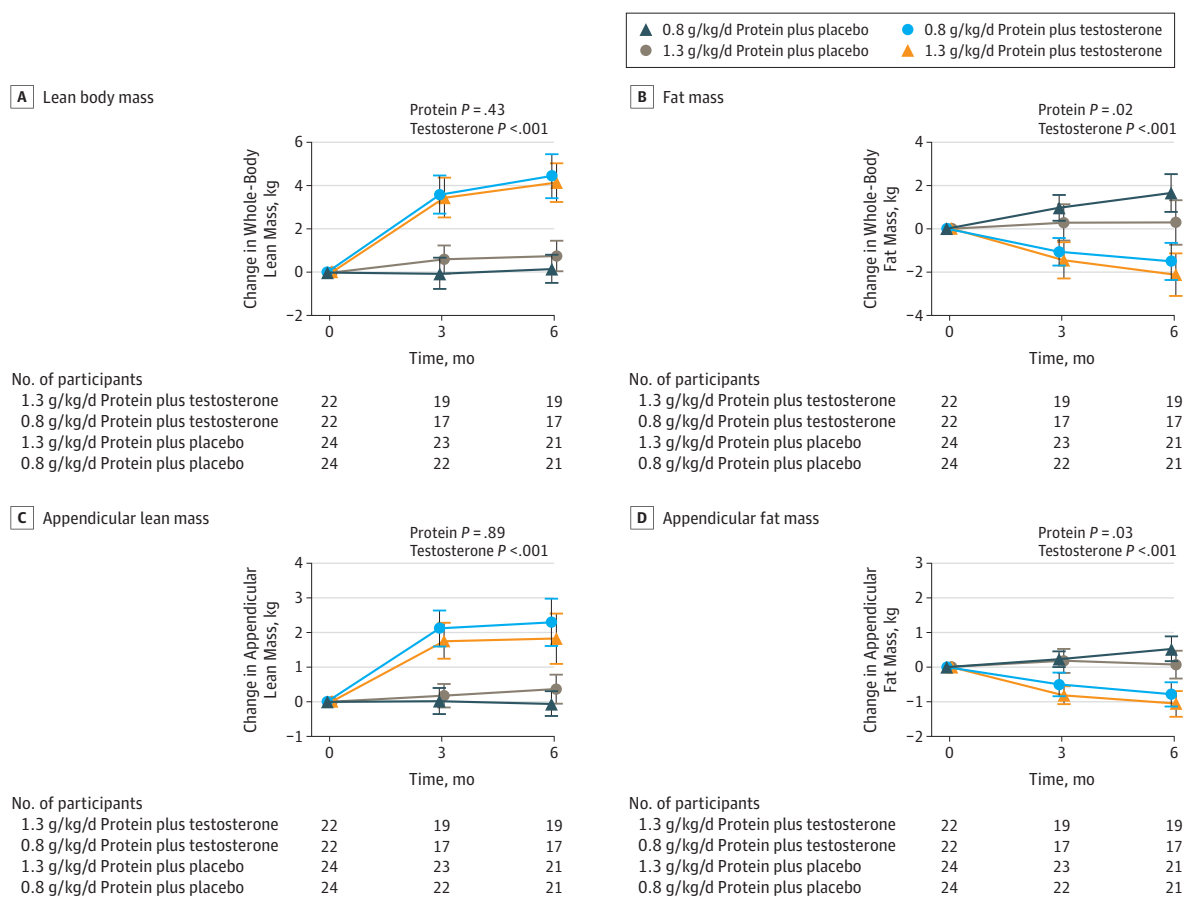 0.8 g/kg/d Protein plus placebo
0.8 g/kg/d Protein plus testosterone
1.3 g/kg/d Protein plus placebo
1.3 g/kg/d Protein plus testosterone
A Lean body mass
Protein P = .43
Testosterone P <.001
Change in Whole-Body
Lean Mass, kg
6
4
2
0
−2
0 3 6
Time, mo
No. of participants
1.3 g/kg/d Protein plus testosterone 22 19 19
0.8 g/kg/d Protein plus testosterone 22 17 17
1.3 g/kg/d Protein plus placebo 24 23 21
0.8 g/kg/d Protein plus placebo 24 22 21
B Fat mass
Protein P = .02
Testosterone P <.001
Change in Whole-Body
Fat Mass, kg
4
2
0
−2
−4
0 3 6
Time, mo
No. of participants
1.3 g/kg/d Protein plus testosterone 22 19 19
0.8 g/kg/d Protein plus testosterone 22 17 17
1.3 g/kg/d Protein plus placebo 24 23 21
0.8 g/kg/d Protein plus placebo 24 22 21
C Appendicular lean mass
Protein P = .89
Testosterone P <.001
Change in Appendicular
Lean Mass, kg
4
3
2
1
0
−1
0 3 6
Time, mo
No. of participants
1.3 g/kg/d Protein plus testosterone 22 19 19
0.8 g/kg/d Protein plus testosterone 22 17 17
1.3 g/kg/d Protein plus placebo 24 23 21
0.8 g/kg/d Protein plus placebo 24 22 21
D Appendicular fat mass
Protein P = .03
Testosterone P <.001
Change in Appendicular
Fat Mass, kg
3
2
1
0
−1
−2
0 3 6
Time, mo
No. of participants
1.3 g/kg/d Protein plus testosterone 22 19 19
0.8 g/kg/d Protein plus testosterone 22 17 17
1.3 g/kg/d Protein plus placebo 24 23 21
0.8 g/kg/d Protein plus placebo 24 22 21